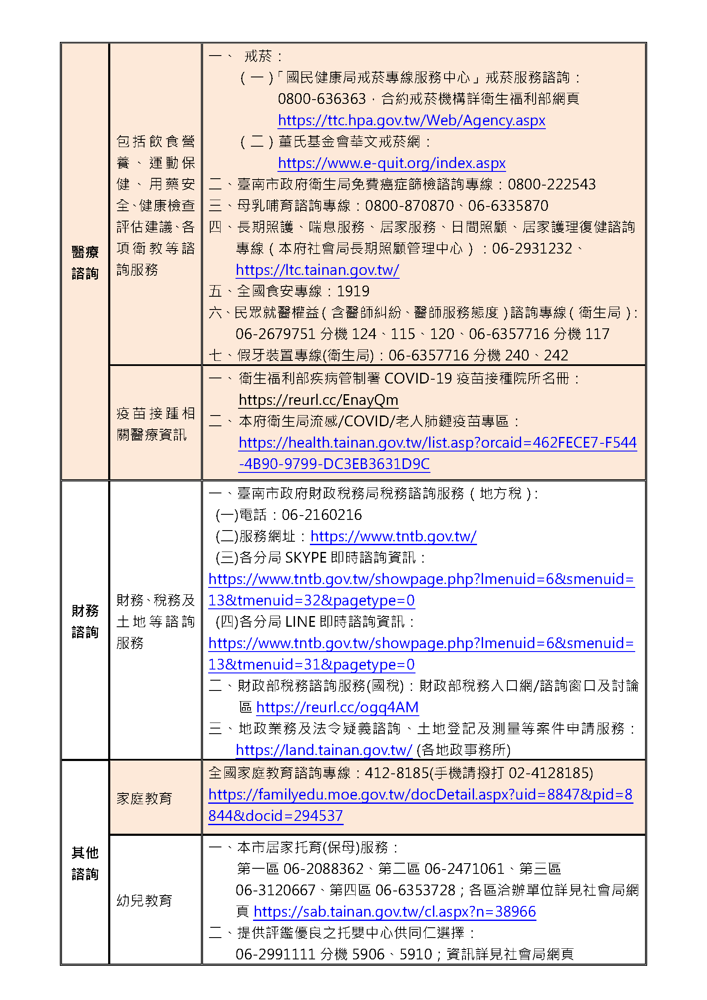 醫療
諮詢
包括飲食營
養、運動保
健、用藥安
全、健康檢查
評估建議、各
項衛教等諮
詢服務
一、 戒菸：
(一)「國民健康局戒菸專線服務中心」戒菸服務諮詢：
0800-636363，合約戒菸機構詳衛生福利部網頁
https://ttc.hpa.gov.tw/Web/Agency.aspx
(二) 董氏基金會華文戒菸網：
https://www.e-quit.org/index.aspx
二、臺南市政府衛生局免費癌症篩檢諮詢專線：0800-222543
三、母乳哺育諮詢專線：0800-870870、06-6335870
四、長期照護、喘息服務、居家服務、日間照顧、居家護理復健諮詢
專線(本府社會局長期照顧管理中心)：06-2931232、
https://ltc.tainan.gov.tw/
五、全國食安專線：1919
六、民眾就醫權益(含醫師糾紛、醫師服務態度)諮詢專線(衛生局)：
06-2679751 分機 124、115、120、06-6357716 分機 117
七、假牙裝置專線(衛生局)：06-6357716 分機 240、242
疫苗接踵相
關醫療資訊
一、衛生福利部疾病管制署 COVID-19 疫苗接種院所名冊：
https://reurl.cc/EnayQm
二、本府衛生局流感/COVID/老人肺鏈疫苗專區：
https://health.tainan.gov.tw/list.asp?orcaid=462FECE7-F544
-4B90-9799-DC3EB3631D9C
財務
諮詢
財務、稅務及
土地等諮詢
服務
一、臺南市政府財政稅務局稅務諮詢服務(地方稅)：
(一)電話：06-2160216
(二)服務網址：https://www.tntb.gov.tw/
(三)各分局 SKYPE 即時諮詢資訊：
https://www.tntb.gov.tw/showpage.php?lmenuid=6&smenuid=
13&tmenuid=32&pagetype=0
(四)各分局 LINE 即時諮詢資訊：
https://www.tntb.gov.tw/showpage.php?lmenuid=6&smenuid=
13&tmenuid=31&pagetype=0
二、財政部稅務諮詢服務(國稅)：財政部稅務入口網/諮詢窗口及討論
區 https://reurl.cc/ogq4AM
三、地政業務及法令疑義諮詢、土地登記及測量等案件申請服務：
https://land.tainan.gov.tw/ (各地政事務所)
其他
諮詢
家庭教育
全國家庭教育諮詢專線：412-8185(手機請撥打 02-4128185)
https://familyedu.moe.gov.tw/docDetail.aspx?uid=8847&pid=8
844&docid=294537
幼兒教育
一、本市居家托育(保母)服務：
第一區 06-2088362、第二區 06-2471061、第三區
06-3120667、第四區 06-6353728；各區洽辦單位詳見社會局網
頁 https://sab.tainan.gov.tw/cl.aspx?n=38966
二、提供評鑑優良之托嬰中心供同仁選擇：
06-2991111 分機 5906、5910；資訊詳見社會局網頁